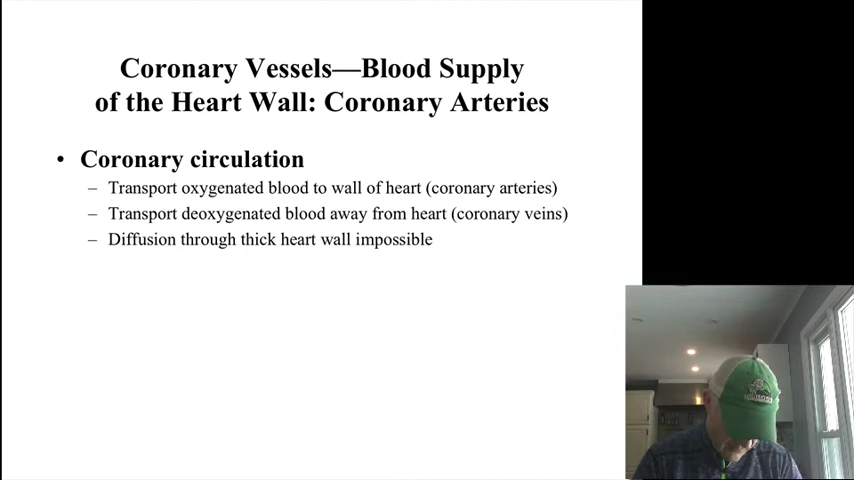 Coronary Vessels—Blood Supply
of the Heart Wall: Coronary Arteries
• Coronary circulation
– Transport oxygenated blood to wall of heart (coronary arteries)
– Transport deoxygenated blood away from heart (coronary veins)
– Diffusion through thick heart wall impossible